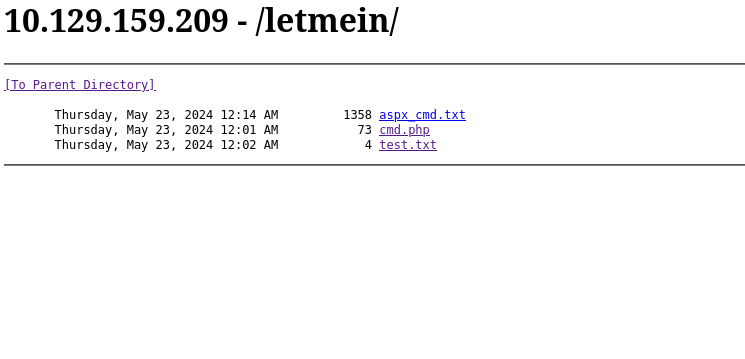 10.129.159.209 - /letmein/
[To Parent Directory]
Thursday, May 23, 2024 12:14 AM 1358 aspx_cmd.txt
Thursday, May 23, 2024 12:01 AM 73 cmd.php
Thursday, May 23, 2024 12:02 AM 4 test.txt